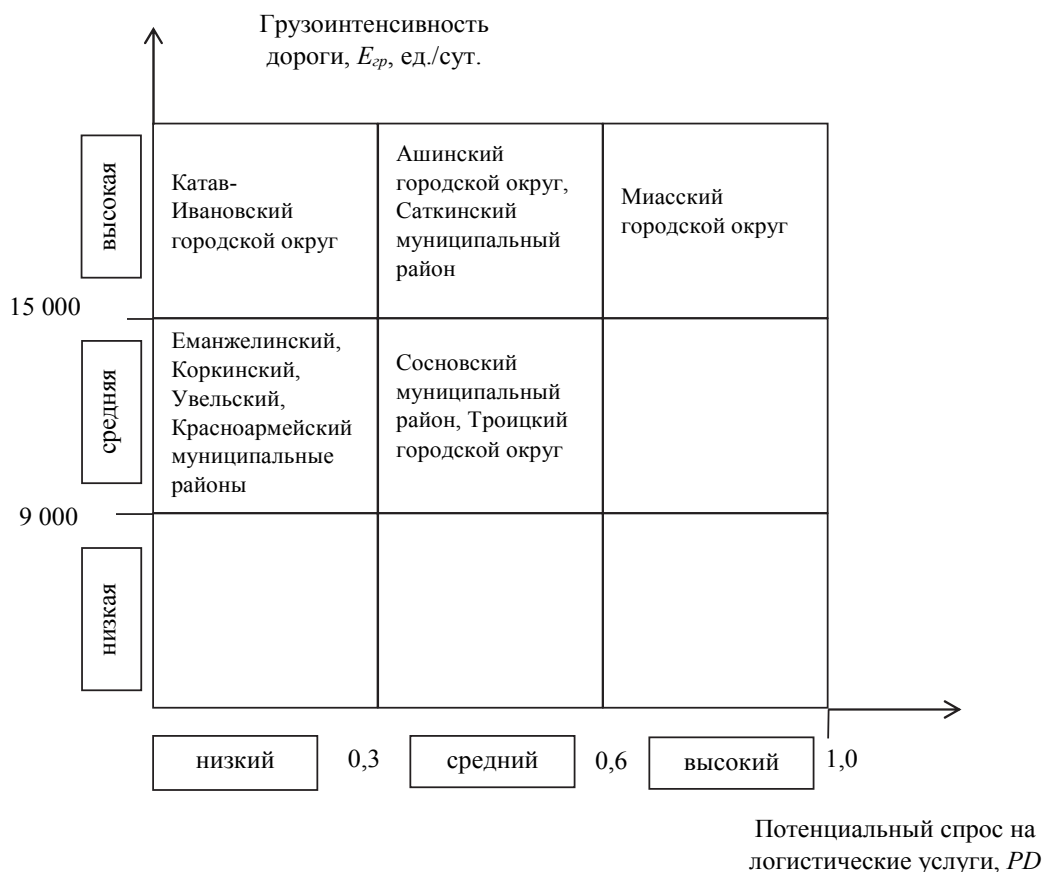 Грузоинтенсивность
дороги, Eгр, ед./сут.
высокая
Катав-
Ивановский
городской округ
Ашинский
городской округ,
Саткинский
муниципальный
район
Миасский
городской округ
15 000
средняя
Еманжелинский,
Коркинский,
Увельский,
Красноармейский
муниципальные
районы
Сосновский
муниципальный
район, Троицкий
городской округ
9 000
низкая
низкий 0,3 средний 0,6 высокий 1,0
Потенциальный спрос на
логистические услуги, PD